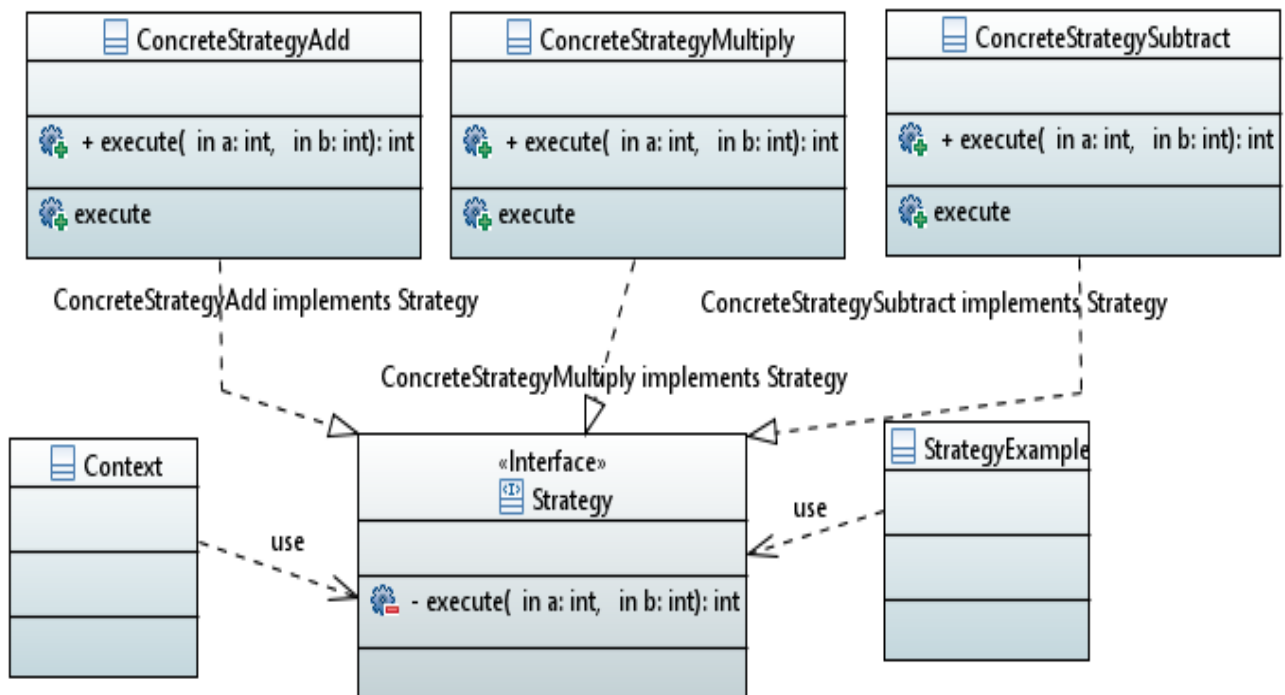 ConcreteStrategyAdd
+ execute( in a: int, in b: int): int
execute
ConcreteStrategyMultiply
+ execute( in a: int, in b: int): int
execute
ConcreteStrategySubtract
+ execute( in a: int, in b: int): int
execute
ConcreteStrategyAdd implements Strategy
ConcreteStrategySubtract implements Strategy
ConcreteStrategyMultiply implements Strategy
Context
use
«Interface»
<I>
Strategy
- execute( in a: int, in b: int): int
use
StrategyExample